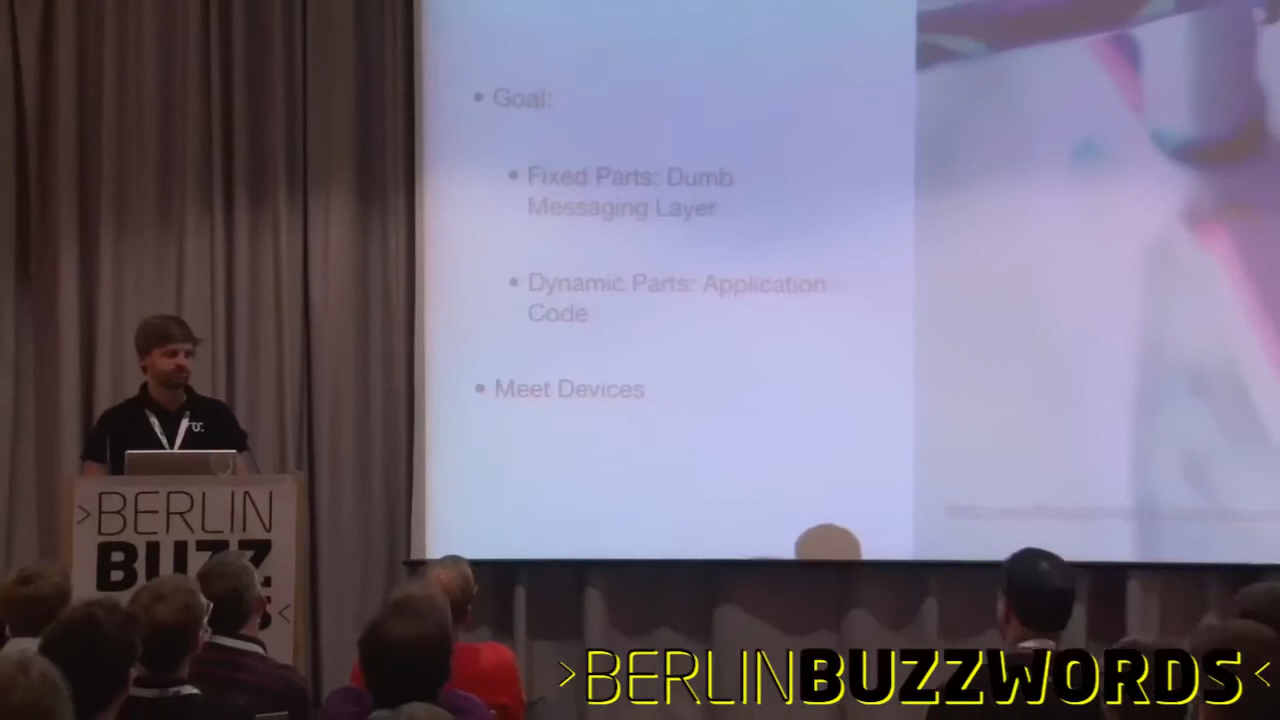 • Goal:
• Fixed Parts: Dumb
Messaging Layer
• Dynamic Parts: Application
Code
• Meet Devices
>BERLIN
BUZZ
S<
>BERLINBUZZWORDS<